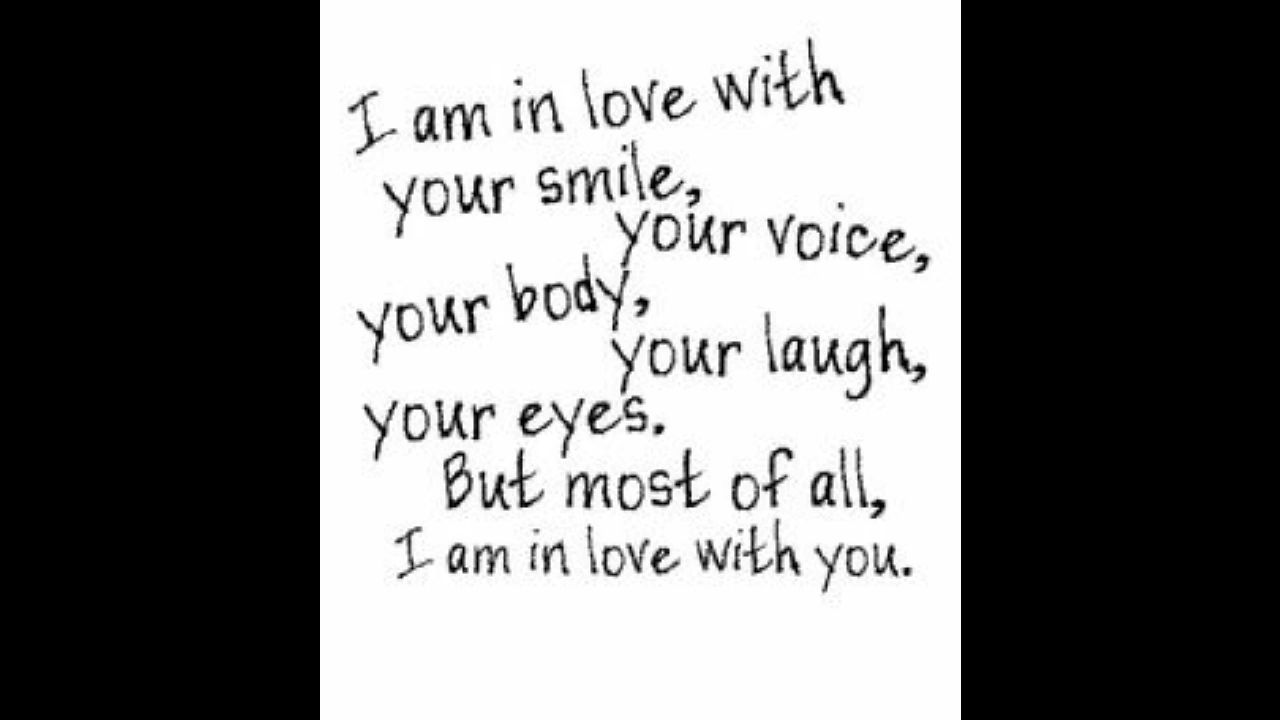 I am in love with
your smile,
your voice,
your body,
your laugh,
your eyes.
But most of all,
I am in love with you.